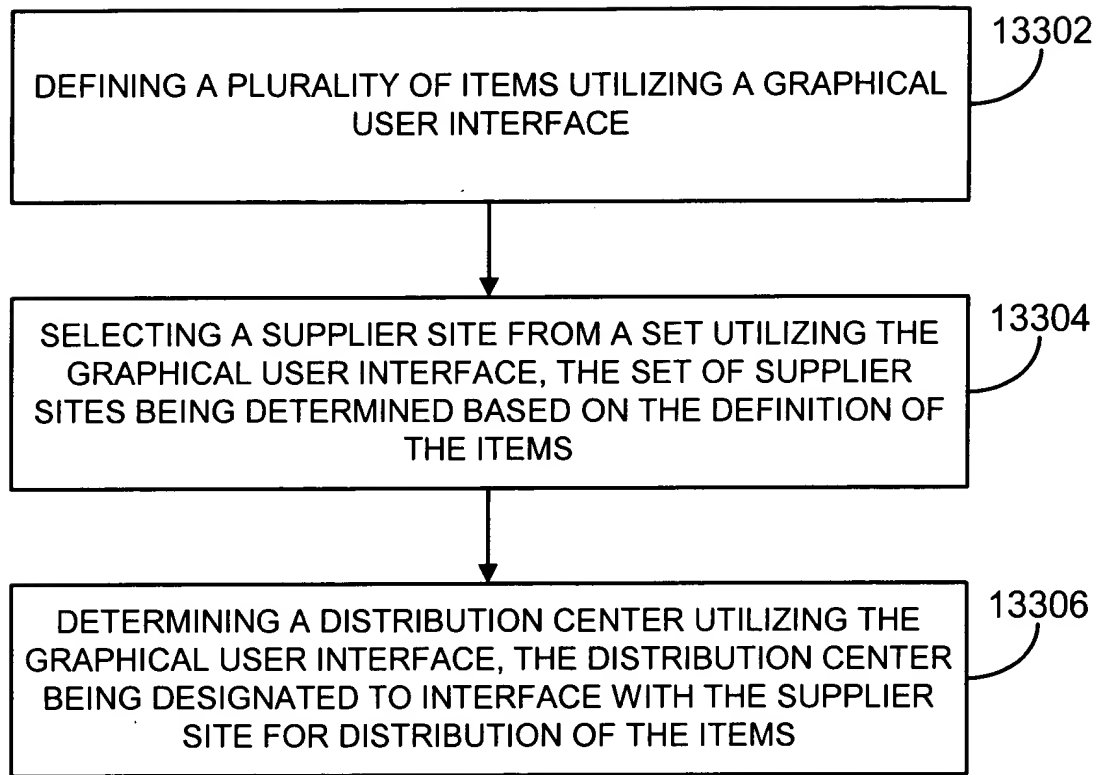 13302
DEFINING A PLURALITY OF ITEMS UTILIZING A GRAPHICAL
USER INTERFACE
13304
SELECTING A SUPPLIER SITE FROM A SET UTILIZING THE
GRAPHICAL USER INTERFACE, THE SET OF SUPPLIER
SITES BEING DETERMINED BASED ON THE DEFINITION OF
THE ITEMS
13306
DETERMINING A DISTRIBUTION CENTER UTILIZING THE
GRAPHICAL USER INTERFACE, THE DISTRIBUTION CENTER
BEING DESIGNATED TO INTERFACE WITH THE SUPPLIER
SITE FOR DISTRIBUTION OF THE ITEMS